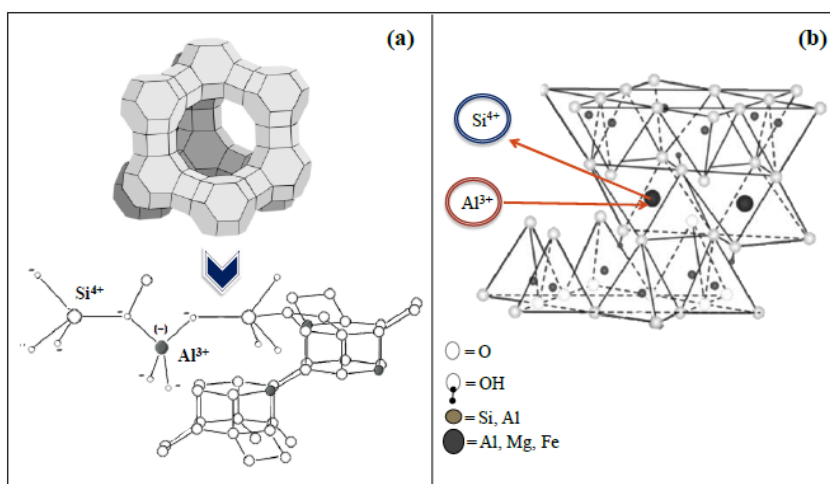 (a)
Si⁴⁺
(–)
Al³⁺
(b)
Si⁴⁺
Al³⁺
= O
= OH
= Si, Al
= Al, Mg, Fe